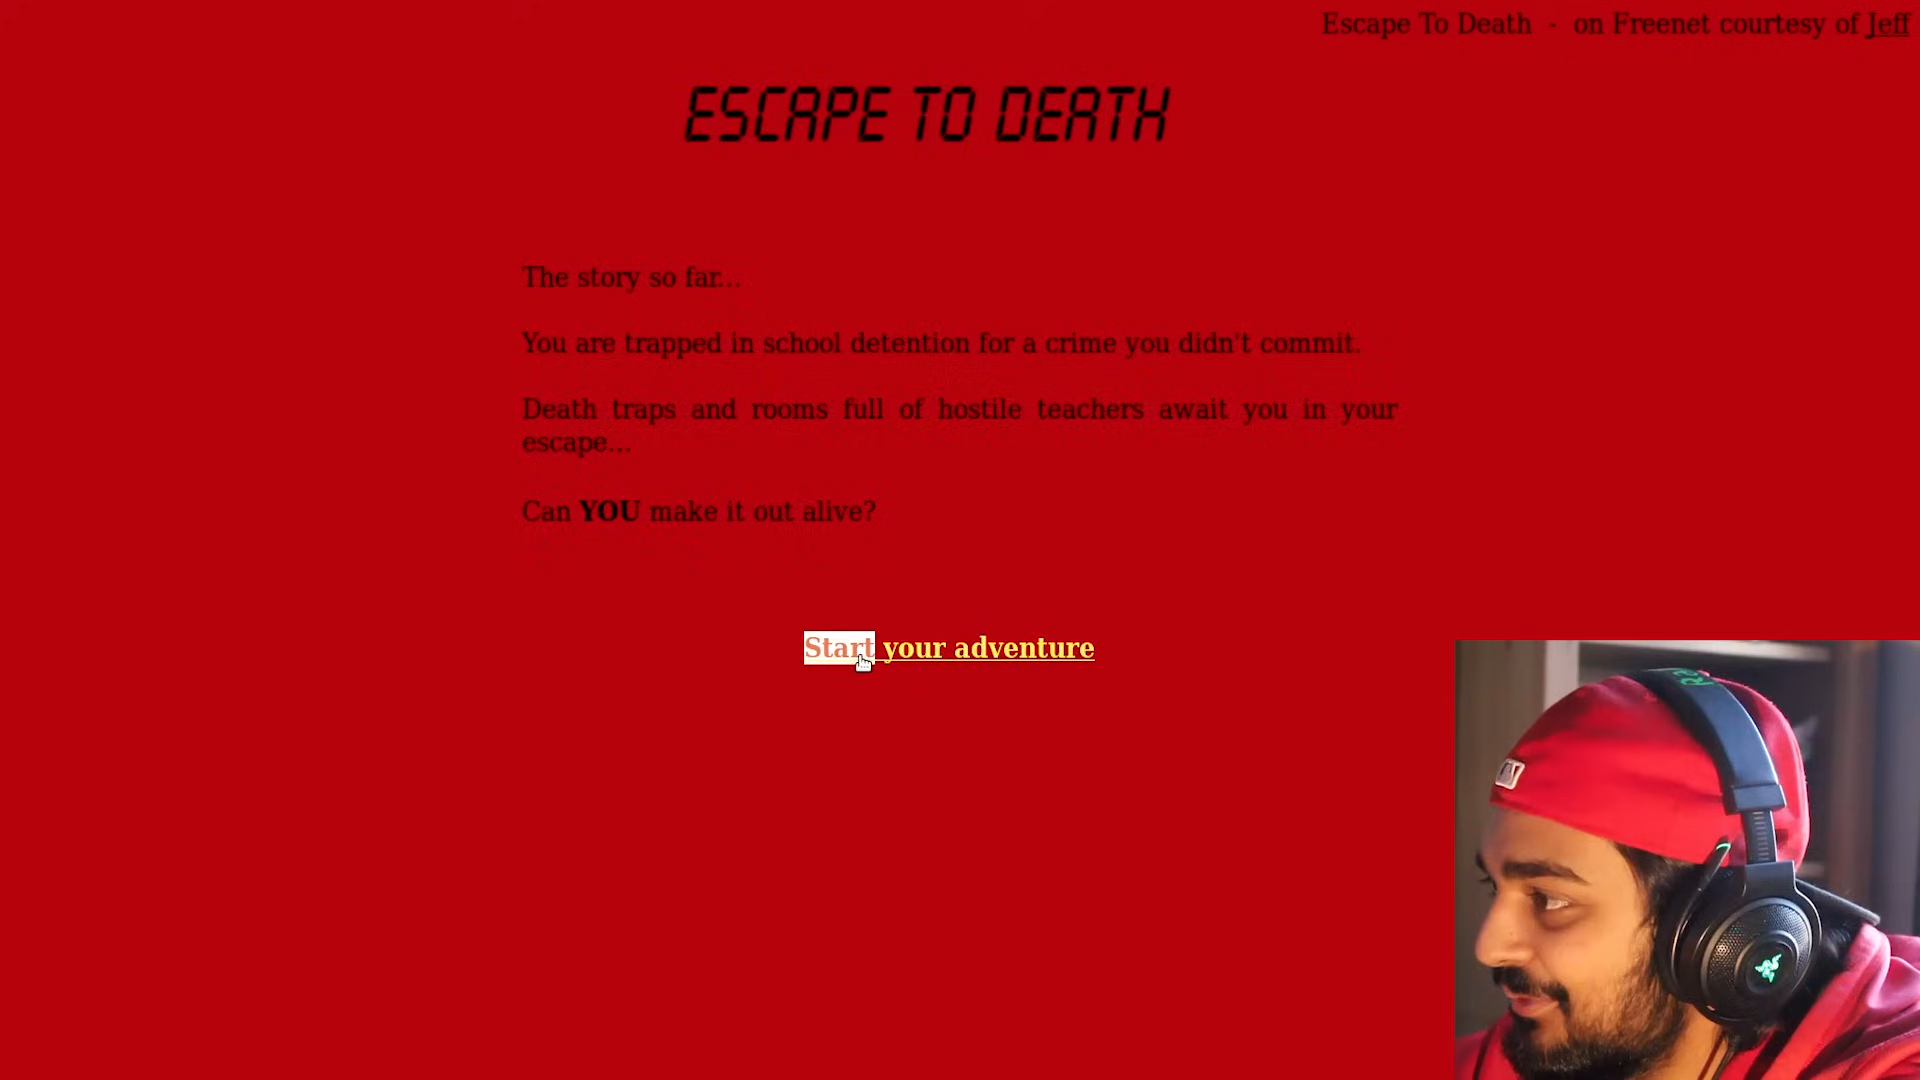 Escape To Death - on Freenet courtesy of Jeff
ESCAPE TO DEATH
The story so far...
You are trapped in school detention for a crime you didn't commit.
Death traps and rooms full of hostile teachers await you in your
escape...
Can YOU make it out alive?
Start your adventure